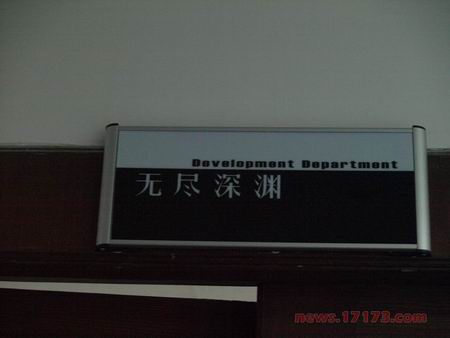 Development Department
无尽深渊
news.17173.com